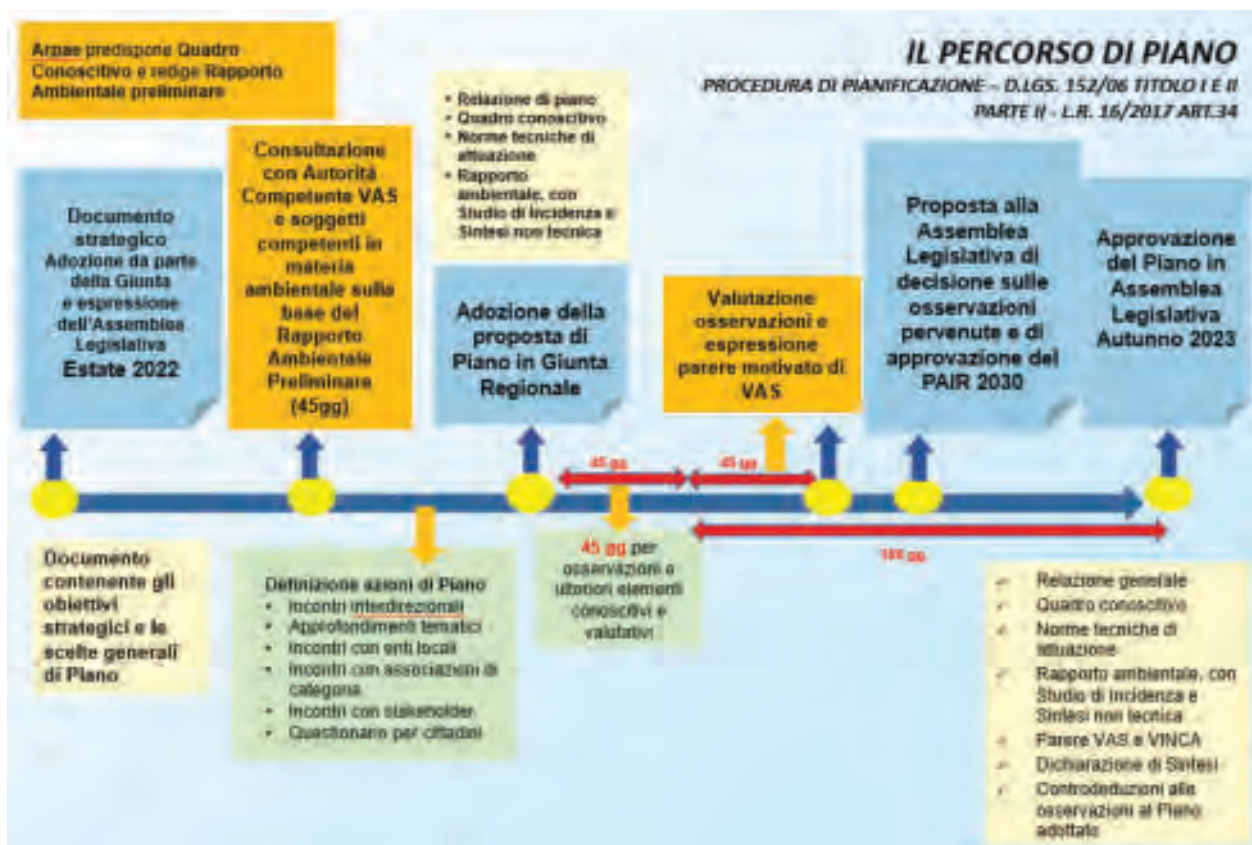 Arpae predispone Quadro
Conoscitivo e redige Rapporto
Ambientale preliminare
IL PERCORSO DI PIANO
PROCEDURA DI PIANIFICAZIONE – D.LGS. 152/06 TITOLO I E II
PARTE II - L.R. 16/2017 ART.34
Documento
strategico
Adozione da parte
della Giunta
e espressione
dell'Assemblea
Legislativa
Estate 2022
Consultazione
con Autorità
Competente VAS
e soggetti
competenti in
materia
ambientale sulla
base del
Rapporto
Ambientale
Preliminare
(45gg)
• Relazione di piano
• Quadro conoscitivo
• Norme tecniche di
attuazione
• Rapporto
ambientale, con
Studio di Incidenza e
Sintesi non tecnica
Adozione della
proposta di
Piano in Giunta
Regionale
Valutazione
osservazioni e
espressione
parere motivato di
VAS
Proposta alla
Assemblea
Legislativa di
decisione sulle
osservazioni
pervenute e di
approvazione del
PAIR 2030
Approvazione
del Piano in
Assemblea
Legislativa
Autunno 2023
45 gg
45 gg
Documento
contenente gli
obiettivi
strategici e le
scelte generali
di Piano
Definizione azioni di Piano
• Incontri interdirezionali
• Approfondimenti tematici
• Incontri con enti locali
• Incontri con associazioni di
categoria
• Incontri con stakeholder
• Questionario per cittadini
45 gg per
osservazioni e
ulteriori elementi
conoscitivi e
valutativi
gg
✓ Relazione generale
✓ Quadro conoscitivo
✓ Norme tecniche di
attuazione
✓ Rapporto ambientale, con
Studio di Incidenza e
Sintesi non tecnica
✓ Parere VAS e VINCA
✓ Dichiarazione di Sintesi
✓ Controdeduzioni alle
osservazioni al Piano
adottato